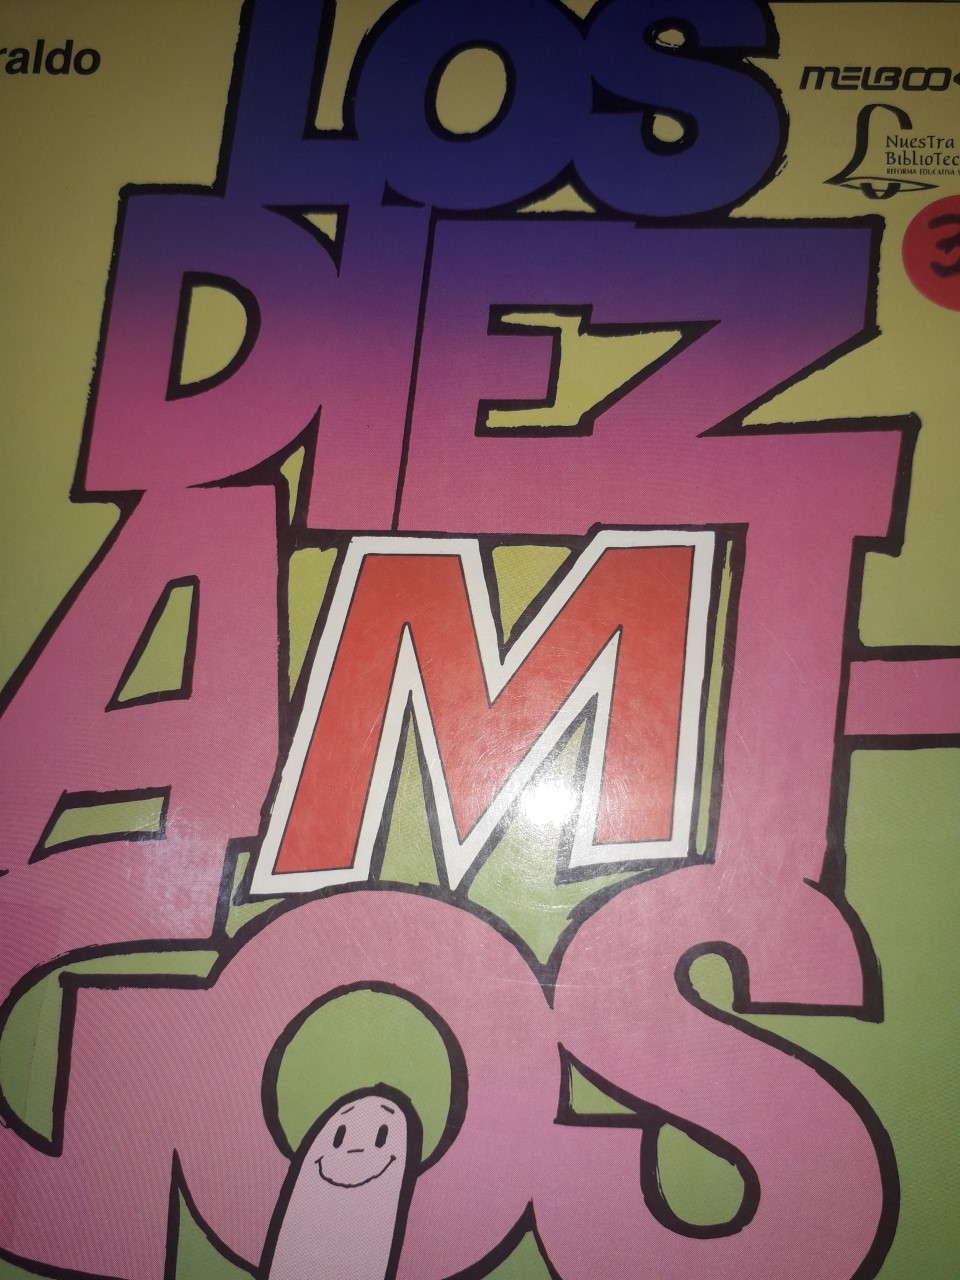 raldo
LOS
MELBOO
NuesTra
BiblioTec
REFORMA EDUCATIVA Y
3
DIEZ
AMI-
GOS